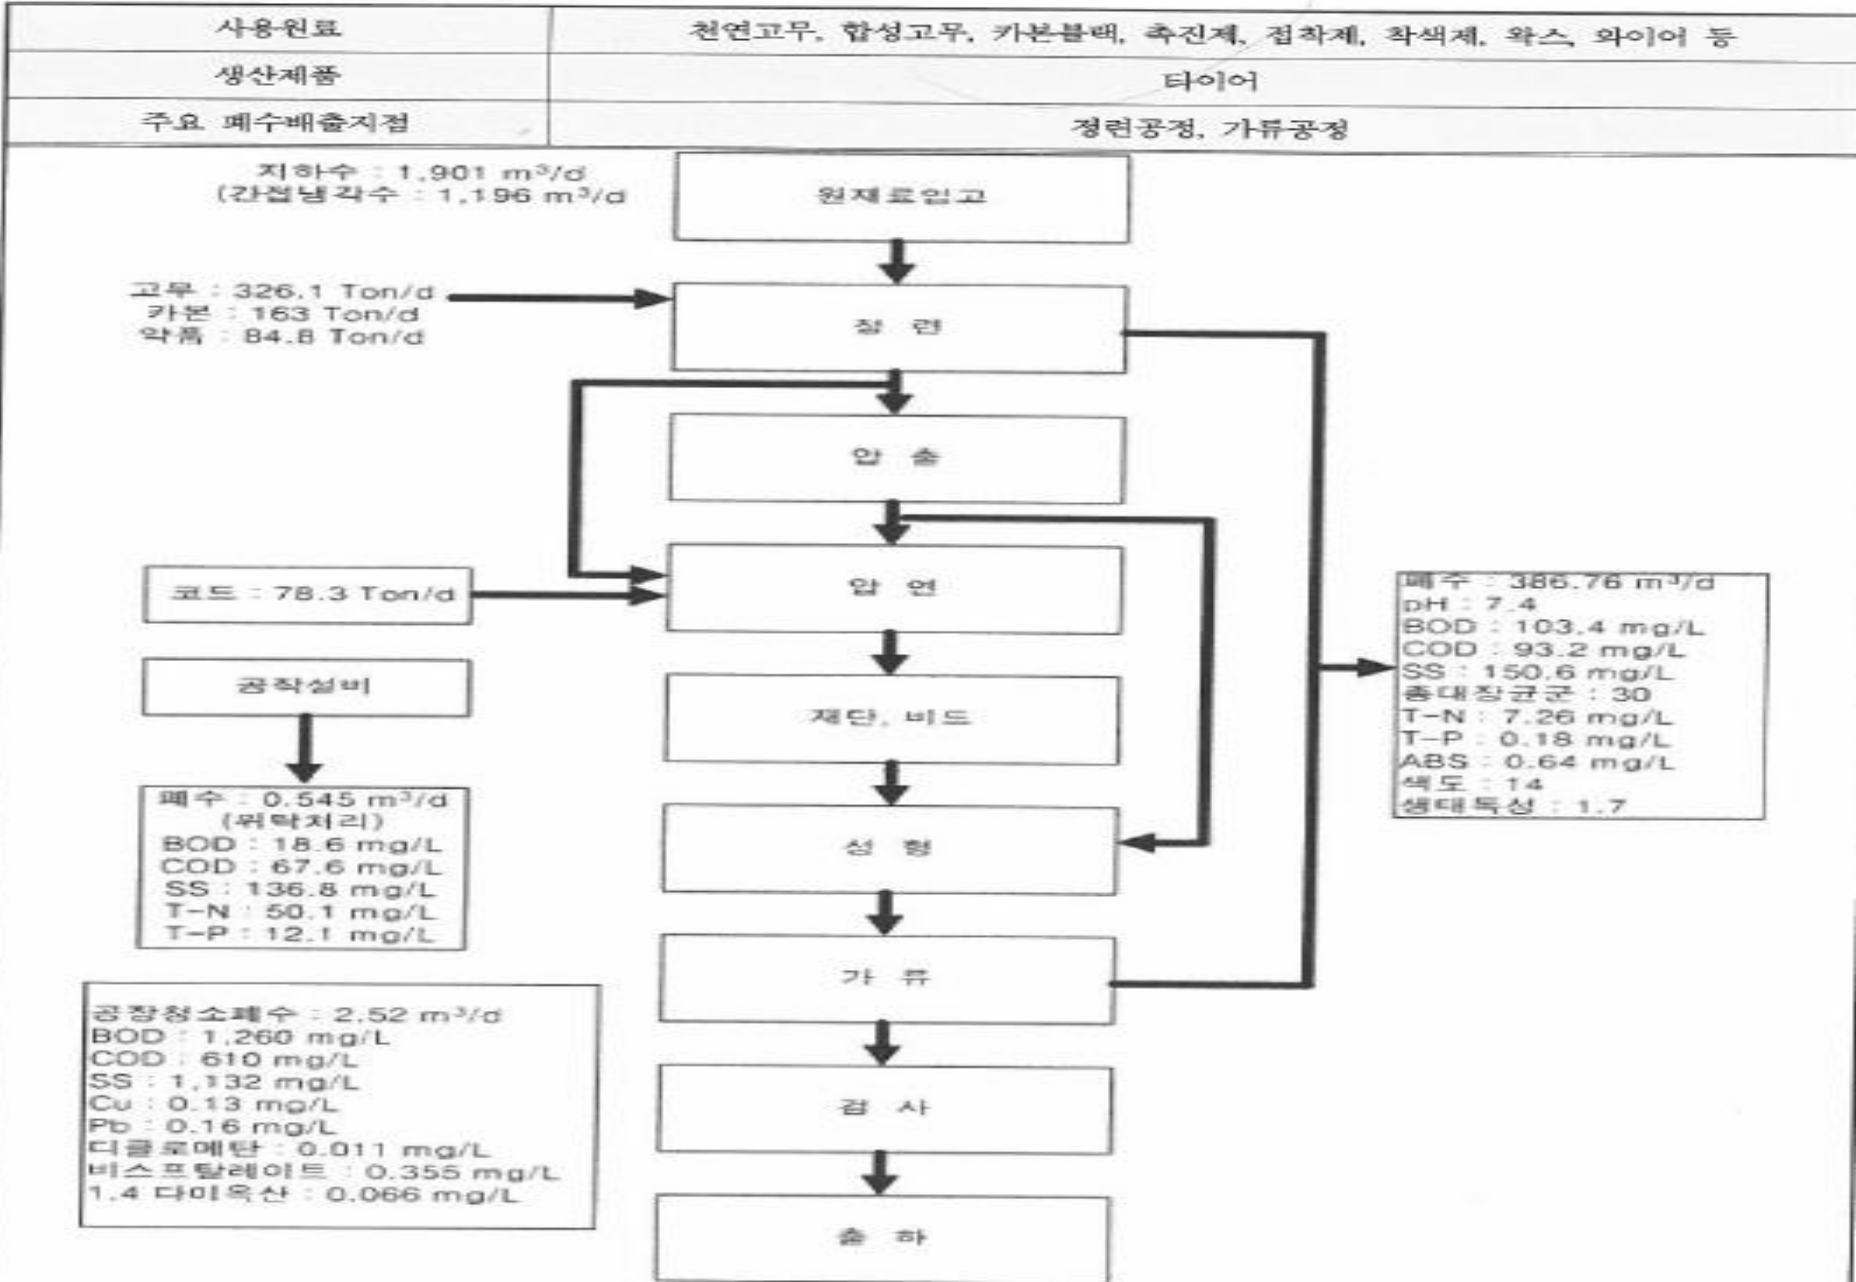 사용원료 천연고무, 합성고무, 카본블랙, 촉진제, 접착제, 착색제, 왁스, 와이어 등
생산제품 타이어
주요 폐수배출지점 정련공정, 가류공정
지하수 : 1,901 m³/d
(간접냉각수 : 1,196 m³/d
원재료입고
고무 : 326.1 Ton/d
카본 : 163 Ton/d
약품 : 84.8 Ton/d
정 련
압 출
코드 : 78.3 Ton/d
압 연
공작설비
재단, 비드
폐수 : 0.545 m³/d
(위탁처리)
BOD : 18.6 mg/L
COD : 67.6 mg/L
SS : 136.8 mg/L
T-N : 50.1 mg/L
T-P : 12.1 mg/L
성 형
폐수 : 386.76 m³/d
pH : 7.4
BOD : 103.4 mg/L
COD : 93.2 mg/L
SS : 150.6 mg/L
총대장균군 : 30
T-N : 7.26 mg/L
T-P : 0.18 mg/L
ABS : 0.64 mg/L
색도 : 14
생태독성 : 1.7
가 류
공장청소폐수 : 2.52 m³/d
BOD : 1,260 mg/L
COD : 610 mg/L
SS : 1,132 mg/L
Cu : 0.13 mg/L
Pb : 0.16 mg/L
디클로메탄 : 0.011 mg/L
비스프탈레이트 : 0.355 mg/L
1,4 다이옥산 : 0.066 mg/L
검 사
출 하